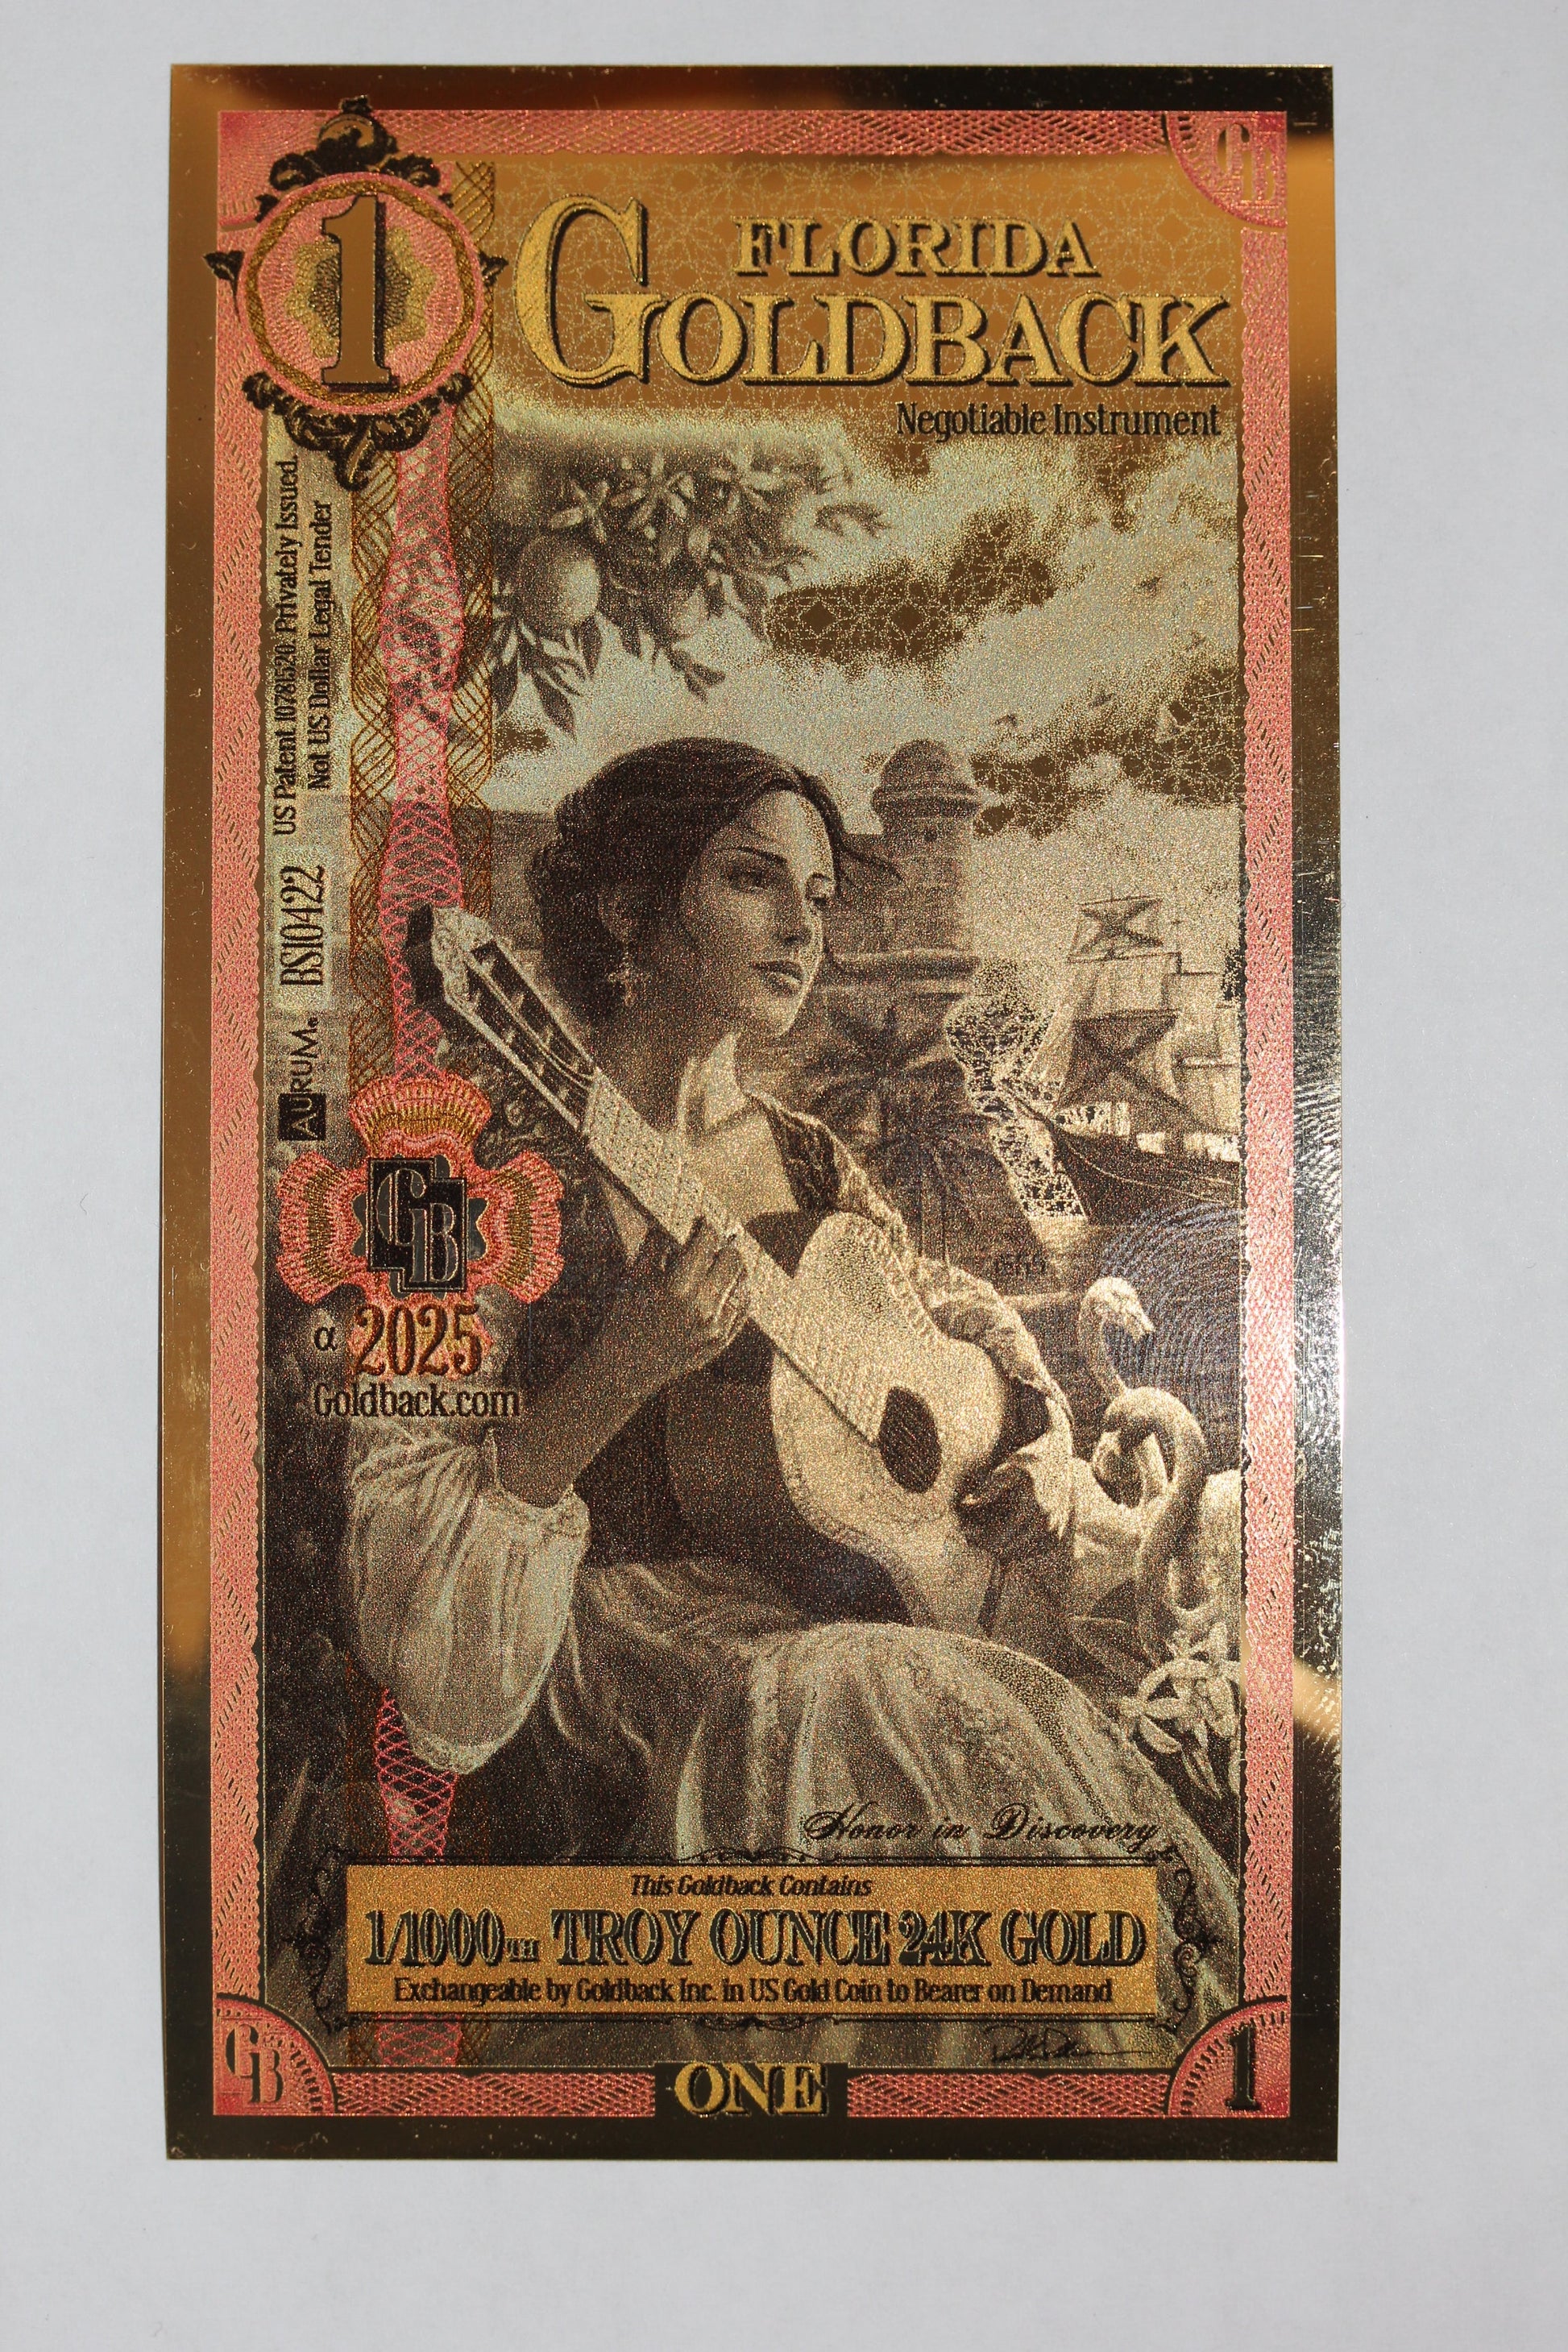 1
GB
FLORIDA
GOLDBACK
Negotiable Instrument
US Patent 10781520. Privately Issued.
Not US Dollar Legal Tender
BS10422
AURUM.
GB
α 2025
Goldback.com
Honor in Discovery
This Goldback Contains
1/1000TH TROY OUNCE 24K GOLD
Exchangeable by Goldback Inc. in US Gold Coin to Bearer on Demand
GB
ONE
1